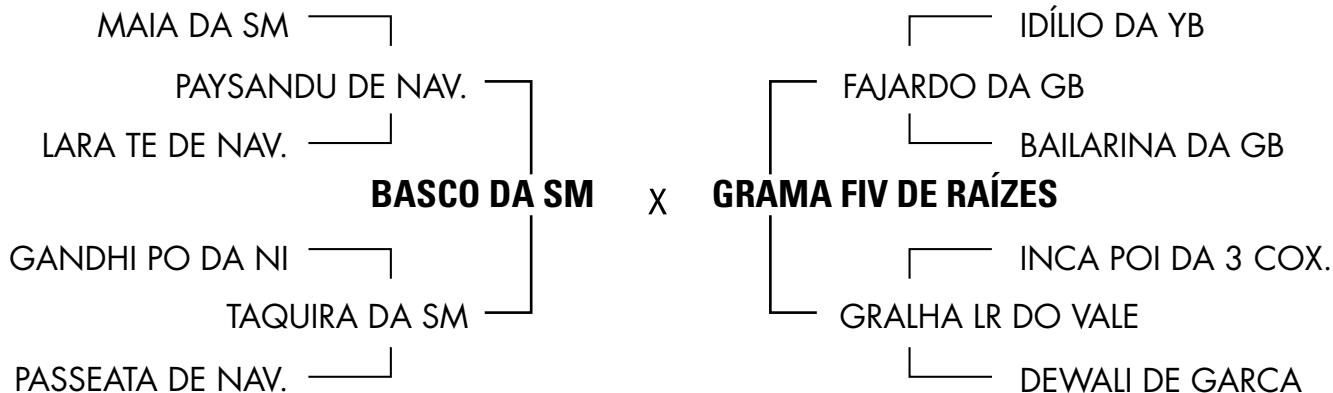 MAIA DA SM
IDÍLIO DA YB
PAYSANDU DE NAV.
FAJARDO DA GB
LARA TE DE NAV.
BAILARINA DA GB
BASCO DA SM X GRAMA FIV DE RAÍZES
GANDHI PO DA NI
INCA POI DA 3 COX.
TAQUIRA DA SM
GRALHA LR DO VALE
PASSEATA DE NAV.
DEWALI DE GARCA